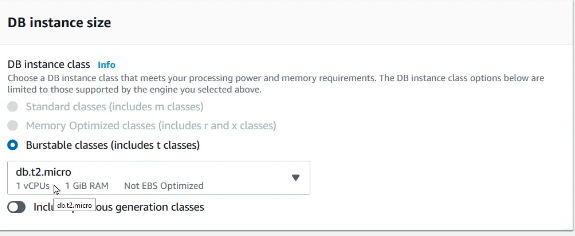 DB instance size
DB instance class Info
Choose a DB instance class that meets your processing power and memory requirements. The DB instance class options below are
limited to those supported by the engine you selected above.
Standard classes (includes m classes)
Memory Optimized classes (includes r and x classes)
Burstable classes (includes t classes)
db.t2.micro
1 vCPUs 1 GiB RAM Not EBS Optimized
db.t2.micro
generation classes